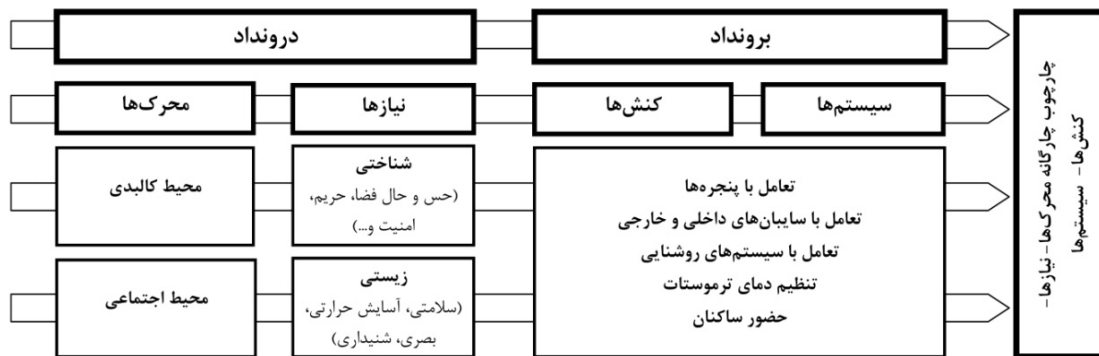 درونداد
برونداد
محرک‌ها
نیازها
کنش‌ها
سیستم‌ها
محیط کالبدی
شناختی
(حس و حال فضا، حریم،
امنیت و...)
محیط اجتماعی
زیستی
(سلامتی، آسایش حرارتی،
بصری، شنیداری)
تعامل با پنجره‌ها
تعامل با سایبان‌های داخلی و خارجی
تعامل با سیستم‌های روشنایی
تنظیم دمای ترموستات
حضور ساکنان
چارچوب چارگانه محرک‌ها- نیازها-
کنش‌ها- سیستم‌ها